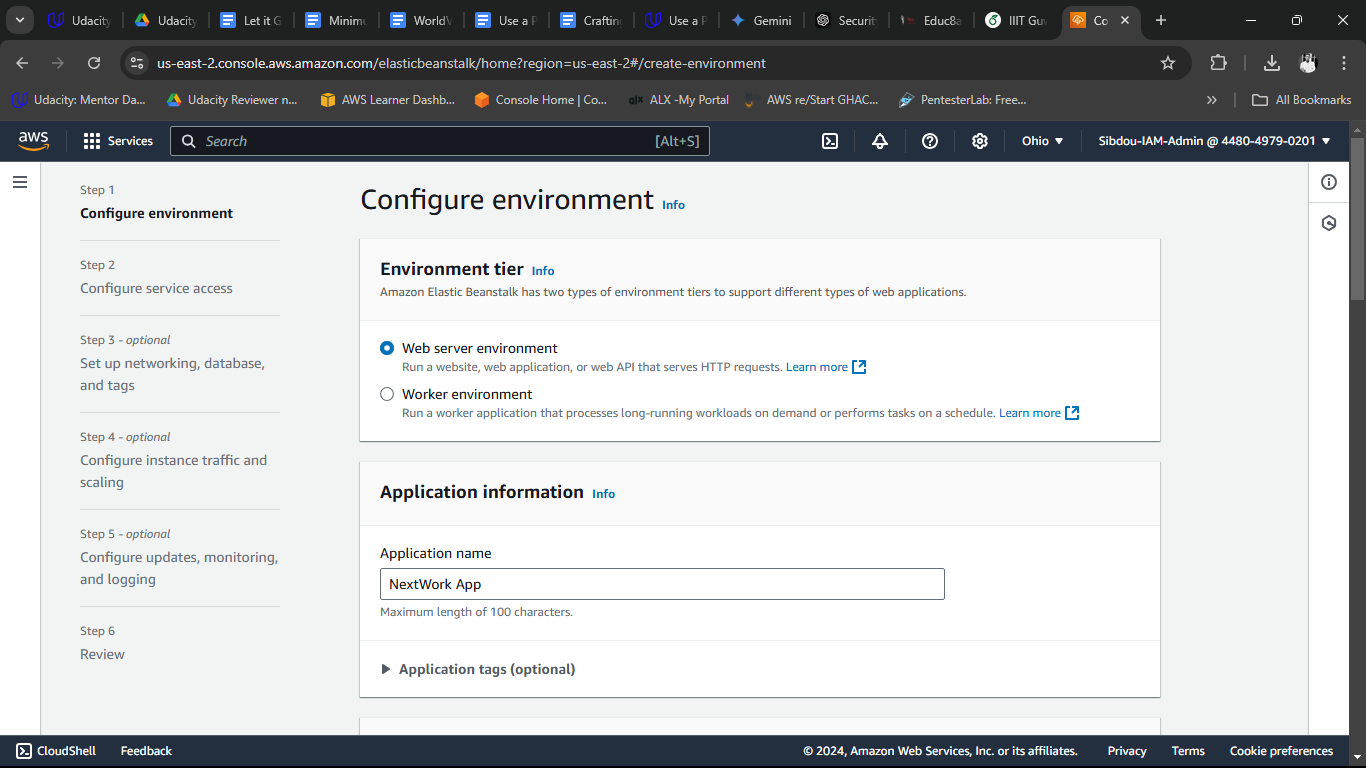 Udacity
Udacity
Let it G
Minimu
WorldV
Use a P
Crafting
Use a P
Gemini
Securit
Educ8a
IIIT Guw
Co
us-east-2.console.aws.amazon.com/elasticbeanstalk/home?region=us-east-2#/create-environment
Udacity: Mentor Da...
Udacity Reviewer n...
AWS Learner Dashb...
Console Home | Co...
alx
ALX -My Portal
AWS re/Start GHAC...
PentesterLab: Free...
All Bookmarks
aws
Services
Search
[Alt+S]
Ohio
Sibdou-IAM-Admin @ 4480-4979-0201
Step 1
Configure environment
Step 2
Configure service access
Step 3 - optional
Set up networking, database,
and tags
Step 4 - optional
Configure instance traffic and
scaling
Step 5 - optional
Configure updates, monitoring,
and logging
Step 6
Review
Configure environment Info
Environment tier Info
Amazon Elastic Beanstalk has two types of environment tiers to support different types of web applications.
Web server environment
Run a website, web application, or web API that serves HTTP requests. Learn more
Worker environment
Run a worker application that processes long-running workloads on demand or performs tasks on a schedule. Learn more
Application information Info
Application name
NextWork App
Maximum length of 100 characters.
Application tags (optional)
CloudShell
Feedback
© 2024, Amazon Web Services, Inc. or its affiliates.
Privacy
Terms
Cookie preferences